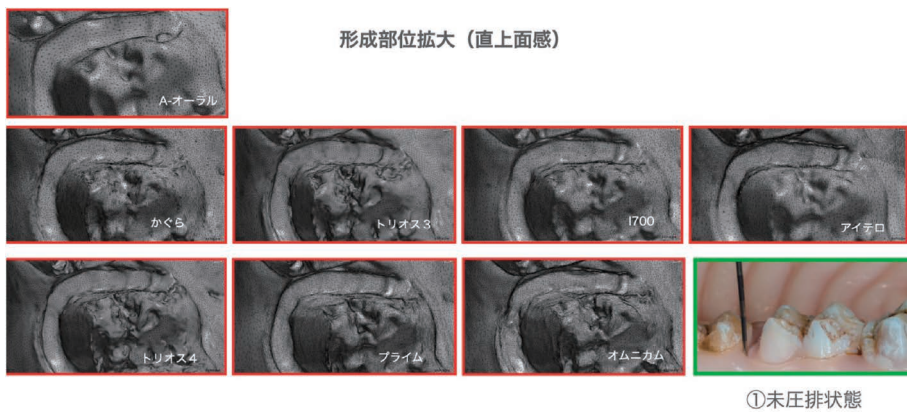 形成部位拡大（直上面感）
A-オーラル
かぐら
トリオス３
I700
アイテロ
トリオス４
プライム
オムニカム
①未圧排状態